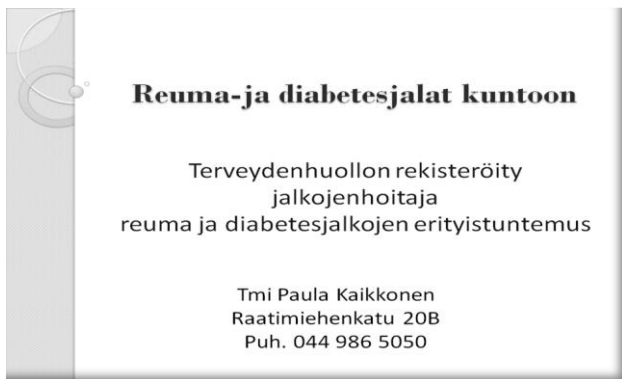 Reuma-ja diabetesjalat kuntoon
Terveydenhuollon rekisteröity
jalkojenhoitaja
reuma ja diabetesjalkojen erityistuntemus
Tmi Paula Kaikkonen
Raatimiehenkatu 20B
Puh. 044 986 5050